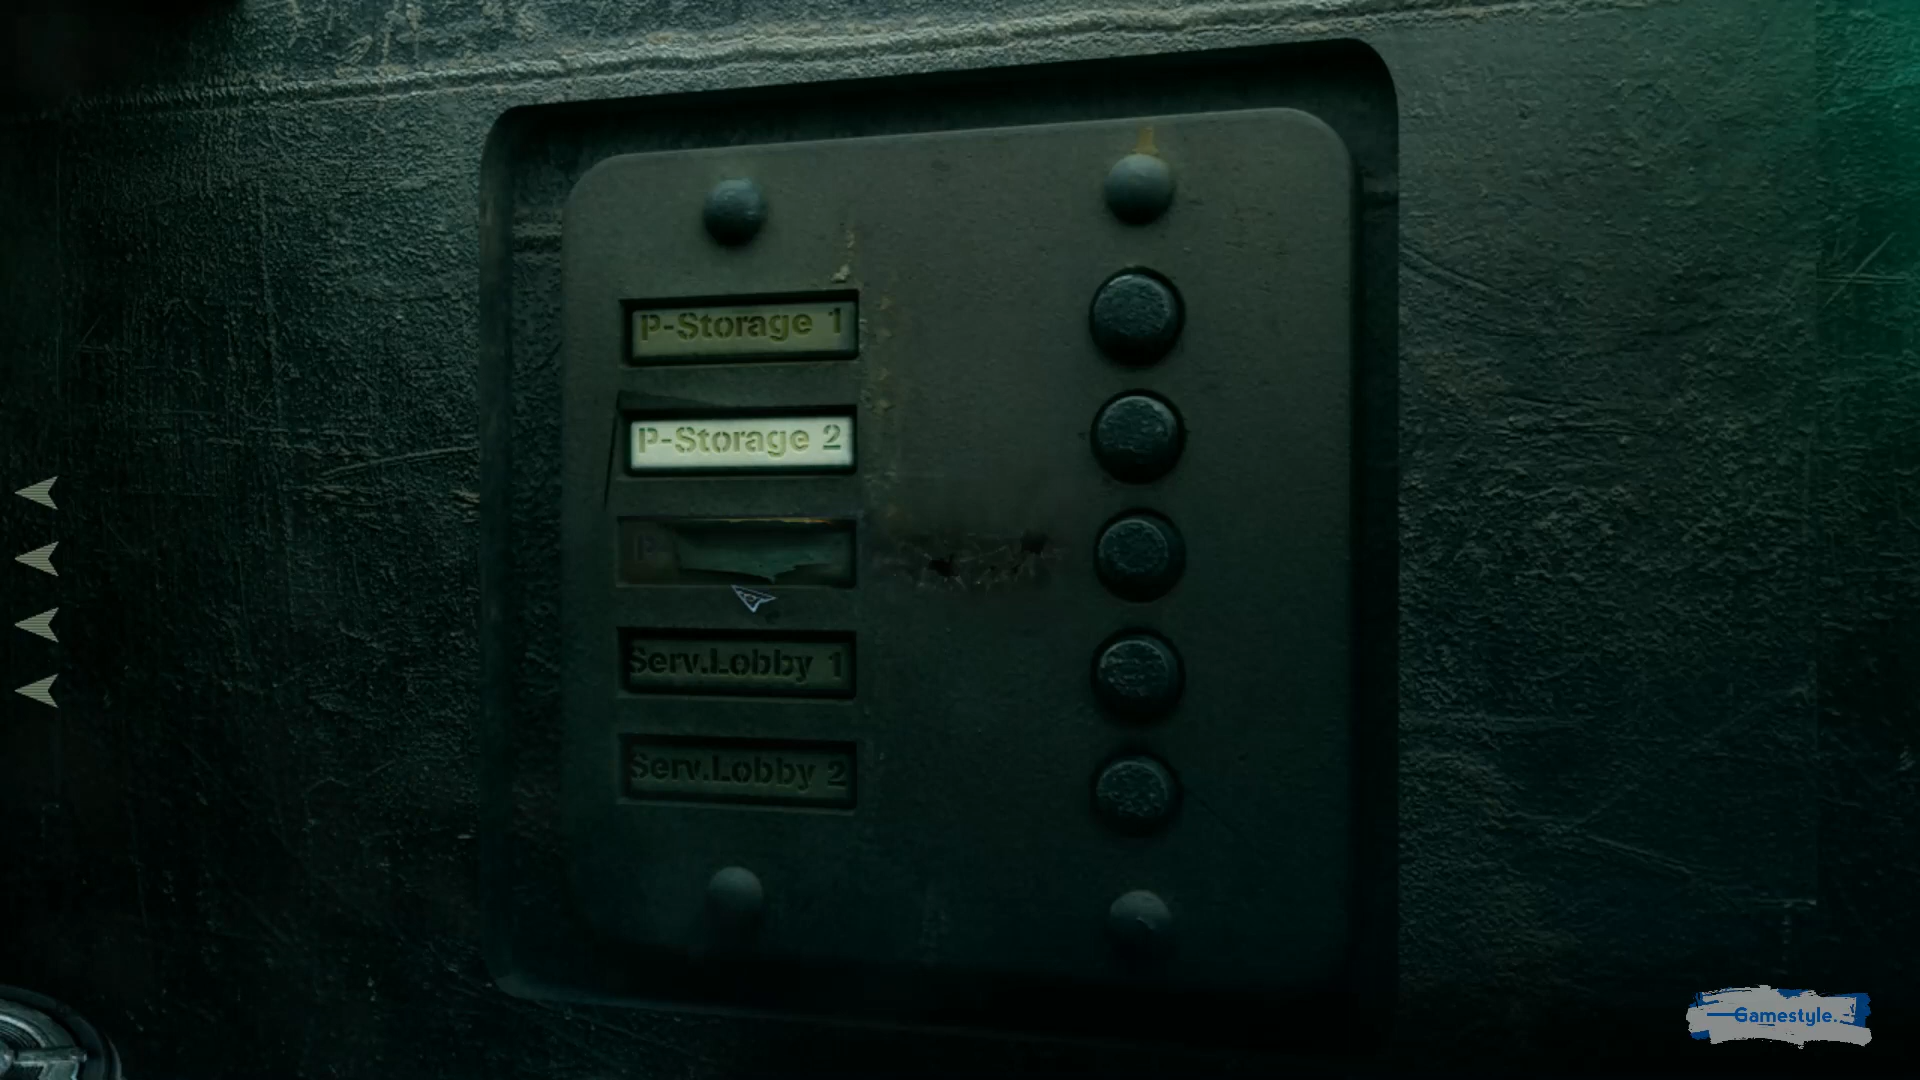 P-Storage 1
P-Storage 2
P-
Serv.Lobby 1
Serv.Lobby 2
Gamestyle.